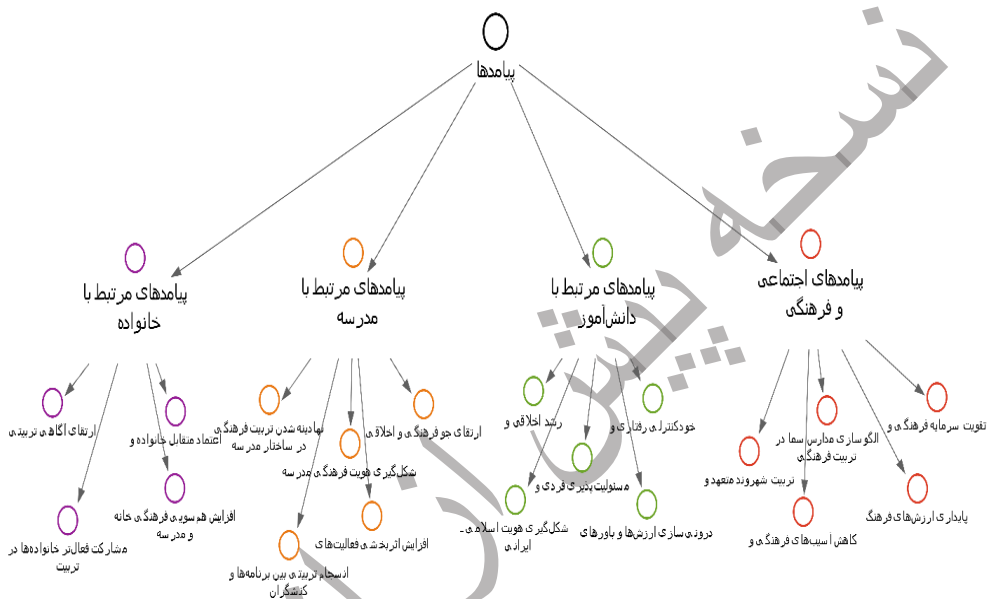 پیامدها
پیامدهای اجتماعی
و فرهنگی
پیامدهای مرتبط با
دانش‌آموز
پیامدهای مرتبط با
مدرسه
پیامدهای مرتبط با
خانواده
تقویت سرمایه فرهنگی و
الگوسازی مدارس سما در
تربیت فرهنگی
تربیت شهروند متعهد و
پایداری ارزش‌های فرهنگ
کاهش آسیب‌های فرهنگی و
خودکنترلی رفتاری و
رشد اخلاقی و
مسئولیت پذیری فردی و
درونی‌سازی ارزش‌ها و باورهای
شکل‌گیری هویت اسلامی-
ایرانی
ارتقای جو فرهنگی و اخلاقی
نهادینه شدن تربیت فرهنگی
در ساختار مدرسه
شکل‌گیری هویت فرهنگی مدرسه
افزایش اثربخشی فعالیت‌های
انسجام تربیتی بین برنامه‌ها و
کنشگران
اعتماد متقابل خانواده و
ارتقای آگاهی تربیتی
افزایش هم‌سویی فرهنگی خانه
و مدرسه
مشارکت فعال‌تر خانواده‌ها در
تربیت
نسخه پیش از